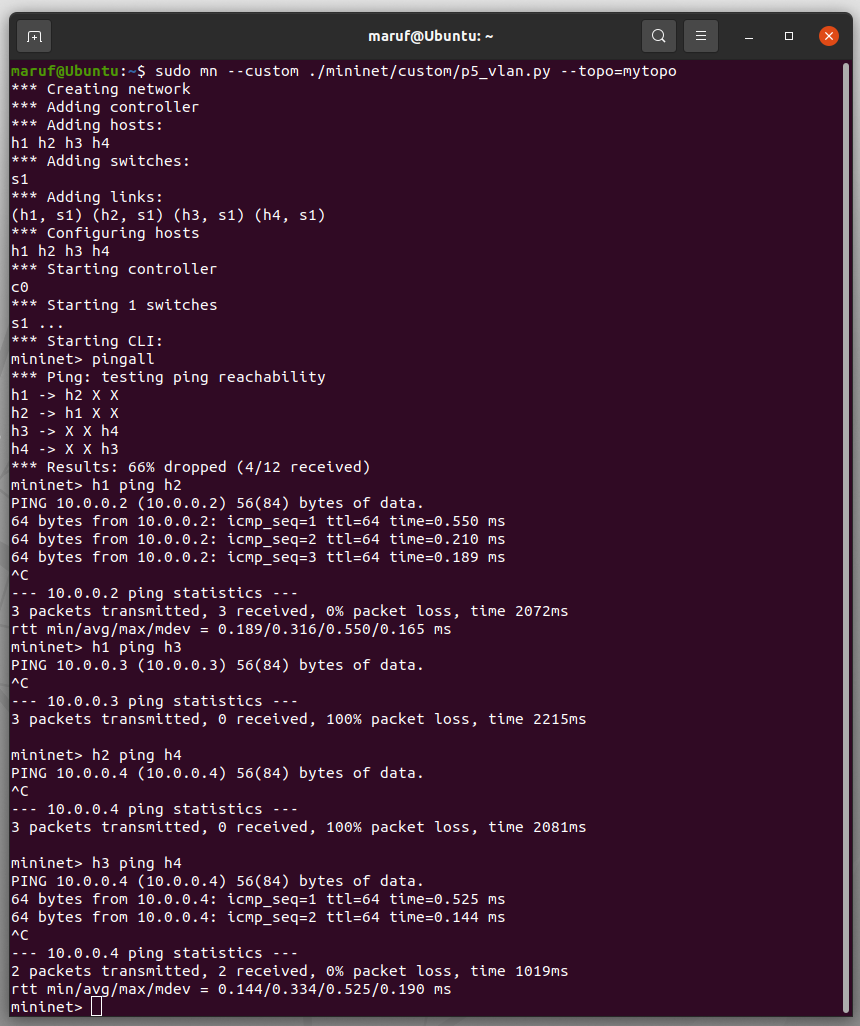 maruf@Ubuntu: ~
maruf@Ubuntu:~$ sudo mn --custom ./mininet/custom/p5_vlan.py --topo=mytopo
*** Creating network
*** Adding controller
*** Adding hosts:
h1 h2 h3 h4
*** Adding switches:
s1
*** Adding links:
(h1, s1) (h2, s1) (h3, s1) (h4, s1)
*** Configuring hosts
h1 h2 h3 h4
*** Starting controller
c0
*** Starting 1 switches
s1 ...
*** Starting CLI:
mininet> pingall
*** Ping: testing ping reachability
h1 -> h2 X X
h2 -> h1 X X
h3 -> X X h4
h4 -> X X h3
*** Results: 66% dropped (4/12 received)
mininet> h1 ping h2
PING 10.0.0.2 (10.0.0.2) 56(84) bytes of data.
64 bytes from 10.0.0.2: icmp_seq=1 ttl=64 time=0.550 ms
64 bytes from 10.0.0.2: icmp_seq=2 ttl=64 time=0.210 ms
64 bytes from 10.0.0.2: icmp_seq=3 ttl=64 time=0.189 ms
^C
--- 10.0.0.2 ping statistics ---
3 packets transmitted, 3 received, 0% packet loss, time 2072ms
rtt min/avg/max/mdev = 0.189/0.316/0.550/0.165 ms
mininet> h1 ping h3
PING 10.0.0.3 (10.0.0.3) 56(84) bytes of data.
^C
--- 10.0.0.3 ping statistics ---
3 packets transmitted, 0 received, 100% packet loss, time 2215ms
mininet> h2 ping h4
PING 10.0.0.4 (10.0.0.4) 56(84) bytes of data.
^C
--- 10.0.0.4 ping statistics ---
3 packets transmitted, 0 received, 100% packet loss, time 2081ms
mininet> h3 ping h4
PING 10.0.0.4 (10.0.0.4) 56(84) bytes of data.
64 bytes from 10.0.0.4: icmp_seq=1 ttl=64 time=0.525 ms
64 bytes from 10.0.0.4: icmp_seq=2 ttl=64 time=0.144 ms
^C
--- 10.0.0.4 ping statistics ---
2 packets transmitted, 2 received, 0% packet loss, time 1019ms
rtt min/avg/max/mdev = 0.144/0.334/0.525/0.190 ms
mininet>